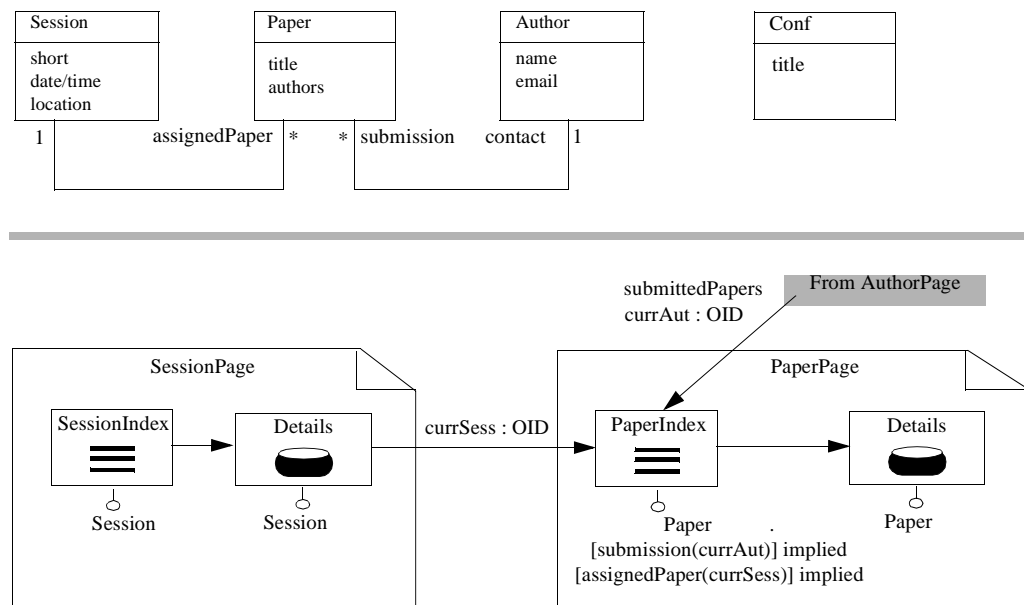 Session
short
date/time
location
Paper
title
authors
Author
name
email
Conf
title
1
assignedPaper
*
*
submission
contact
1
submittedPapers
currAut : OID
From AuthorPage
SessionPage
SessionIndex
Details
Session
Session
currSess : OID
PaperPage
PaperIndex
Details
Paper .
[submission(currAut)] implied
[assignedPaper(currSess)] implied
Paper